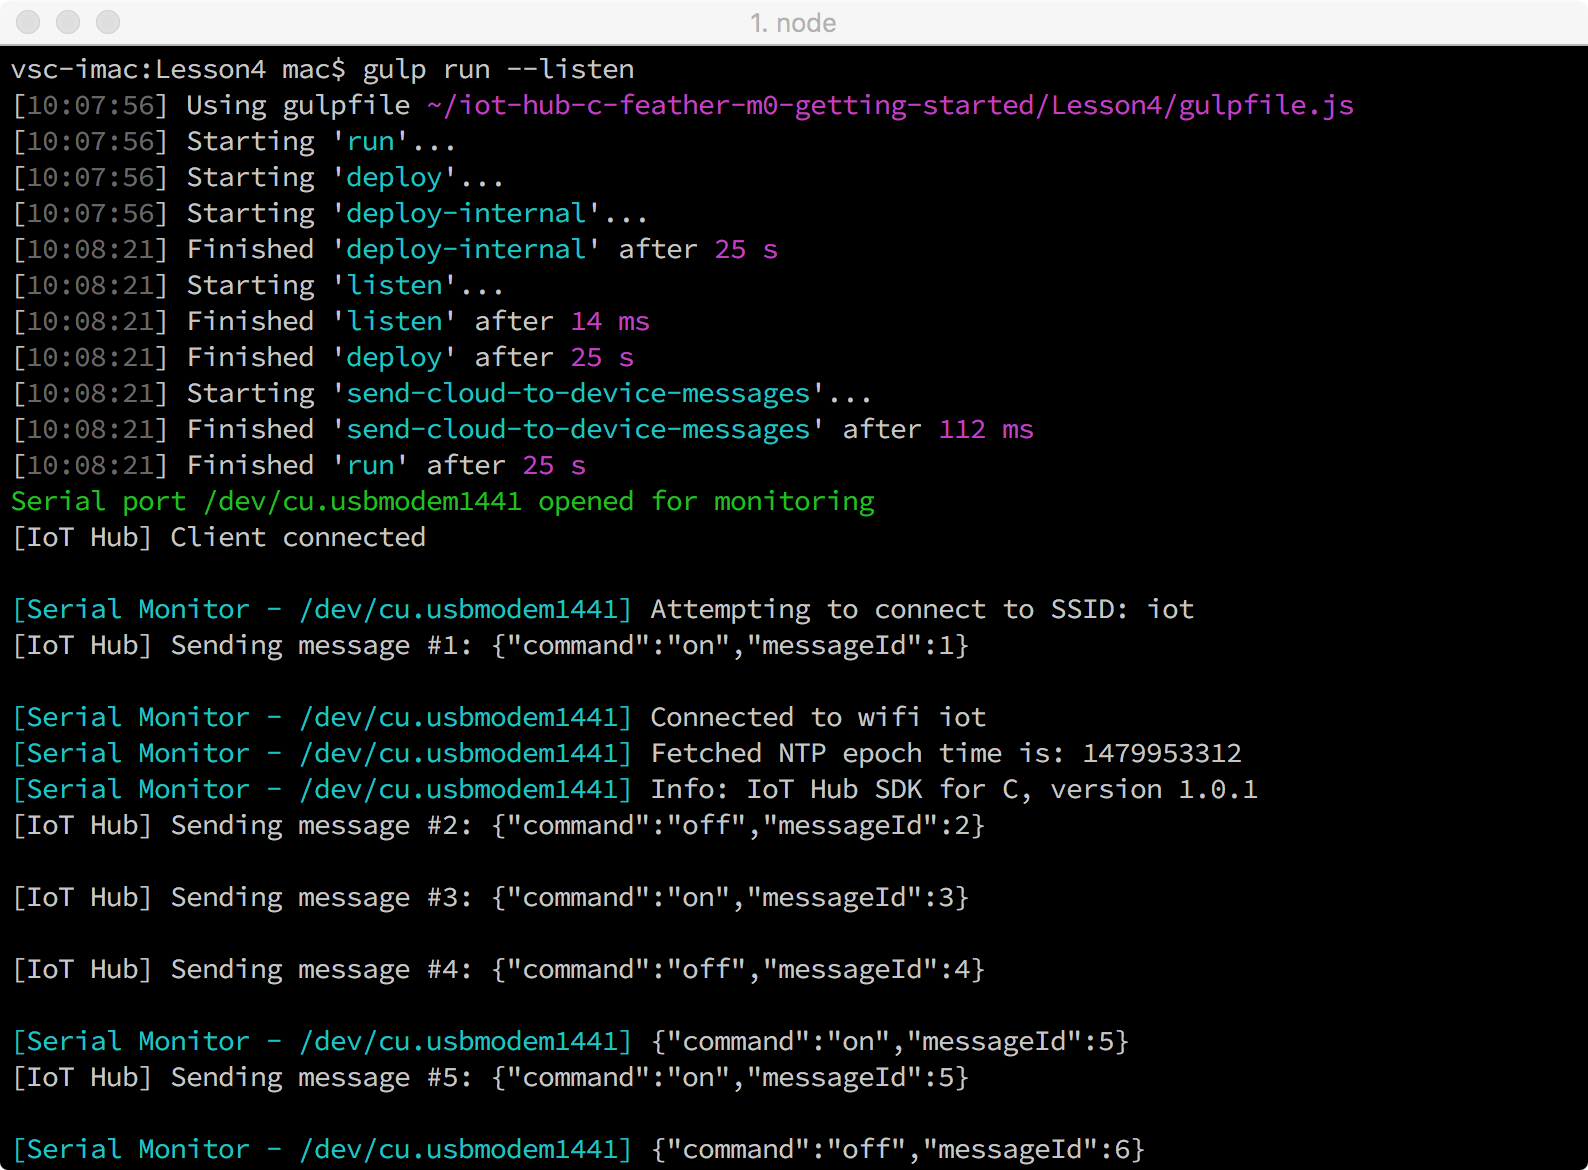 1. node
vsc-imac:Lesson4 mac$ gulp run --listen
[10:07:56] Using gulpfile ~/iot-hub-c-feather-m0-getting-started/Lesson4/gulpfile.js
[10:07:56] Starting 'run'...
[10:07:56] Starting 'deploy'...
[10:07:56] Starting 'deploy-internal'...
[10:08:21] Finished 'deploy-internal' after 25 s
[10:08:21] Starting 'listen'...
[10:08:21] Finished 'listen' after 14 ms
[10:08:21] Finished 'deploy' after 25 s
[10:08:21] Starting 'send-cloud-to-device-messages'...
[10:08:21] Finished 'send-cloud-to-device-messages' after 112 ms
[10:08:21] Finished 'run' after 25 s
Serial port /dev/cu.usbmodem1441 opened for monitoring
[IoT Hub] Client connected
[Serial Monitor - /dev/cu.usbmodem1441] Attempting to connect to SSID: iot
[IoT Hub] Sending message #1: {"command":"on","messageId":1}
[Serial Monitor - /dev/cu.usbmodem1441] Connected to wifi iot
[Serial Monitor - /dev/cu.usbmodem1441] Fetched NTP epoch time is: 1479953312
[Serial Monitor - /dev/cu.usbmodem1441] Info: IoT Hub SDK for C, version 1.0.1
[IoT Hub] Sending message #2: {"command":"off","messageId":2}
[IoT Hub] Sending message #3: {"command":"on","messageId":3}
[IoT Hub] Sending message #4: {"command":"off","messageId":4}
[Serial Monitor - /dev/cu.usbmodem1441] {"command":"on","messageId":5}
[IoT Hub] Sending message #5: {"command":"on","messageId":5}
[Serial Monitor - /dev/cu.usbmodem1441] {"command":"off","messageId":6}